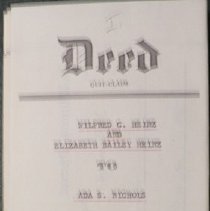 I.
Deed
QUIT CLAIM
WILFRED C. HEINZ
AND
ELIZABETH BAILEY HEINZ
TO
ADA S. NICHOLS